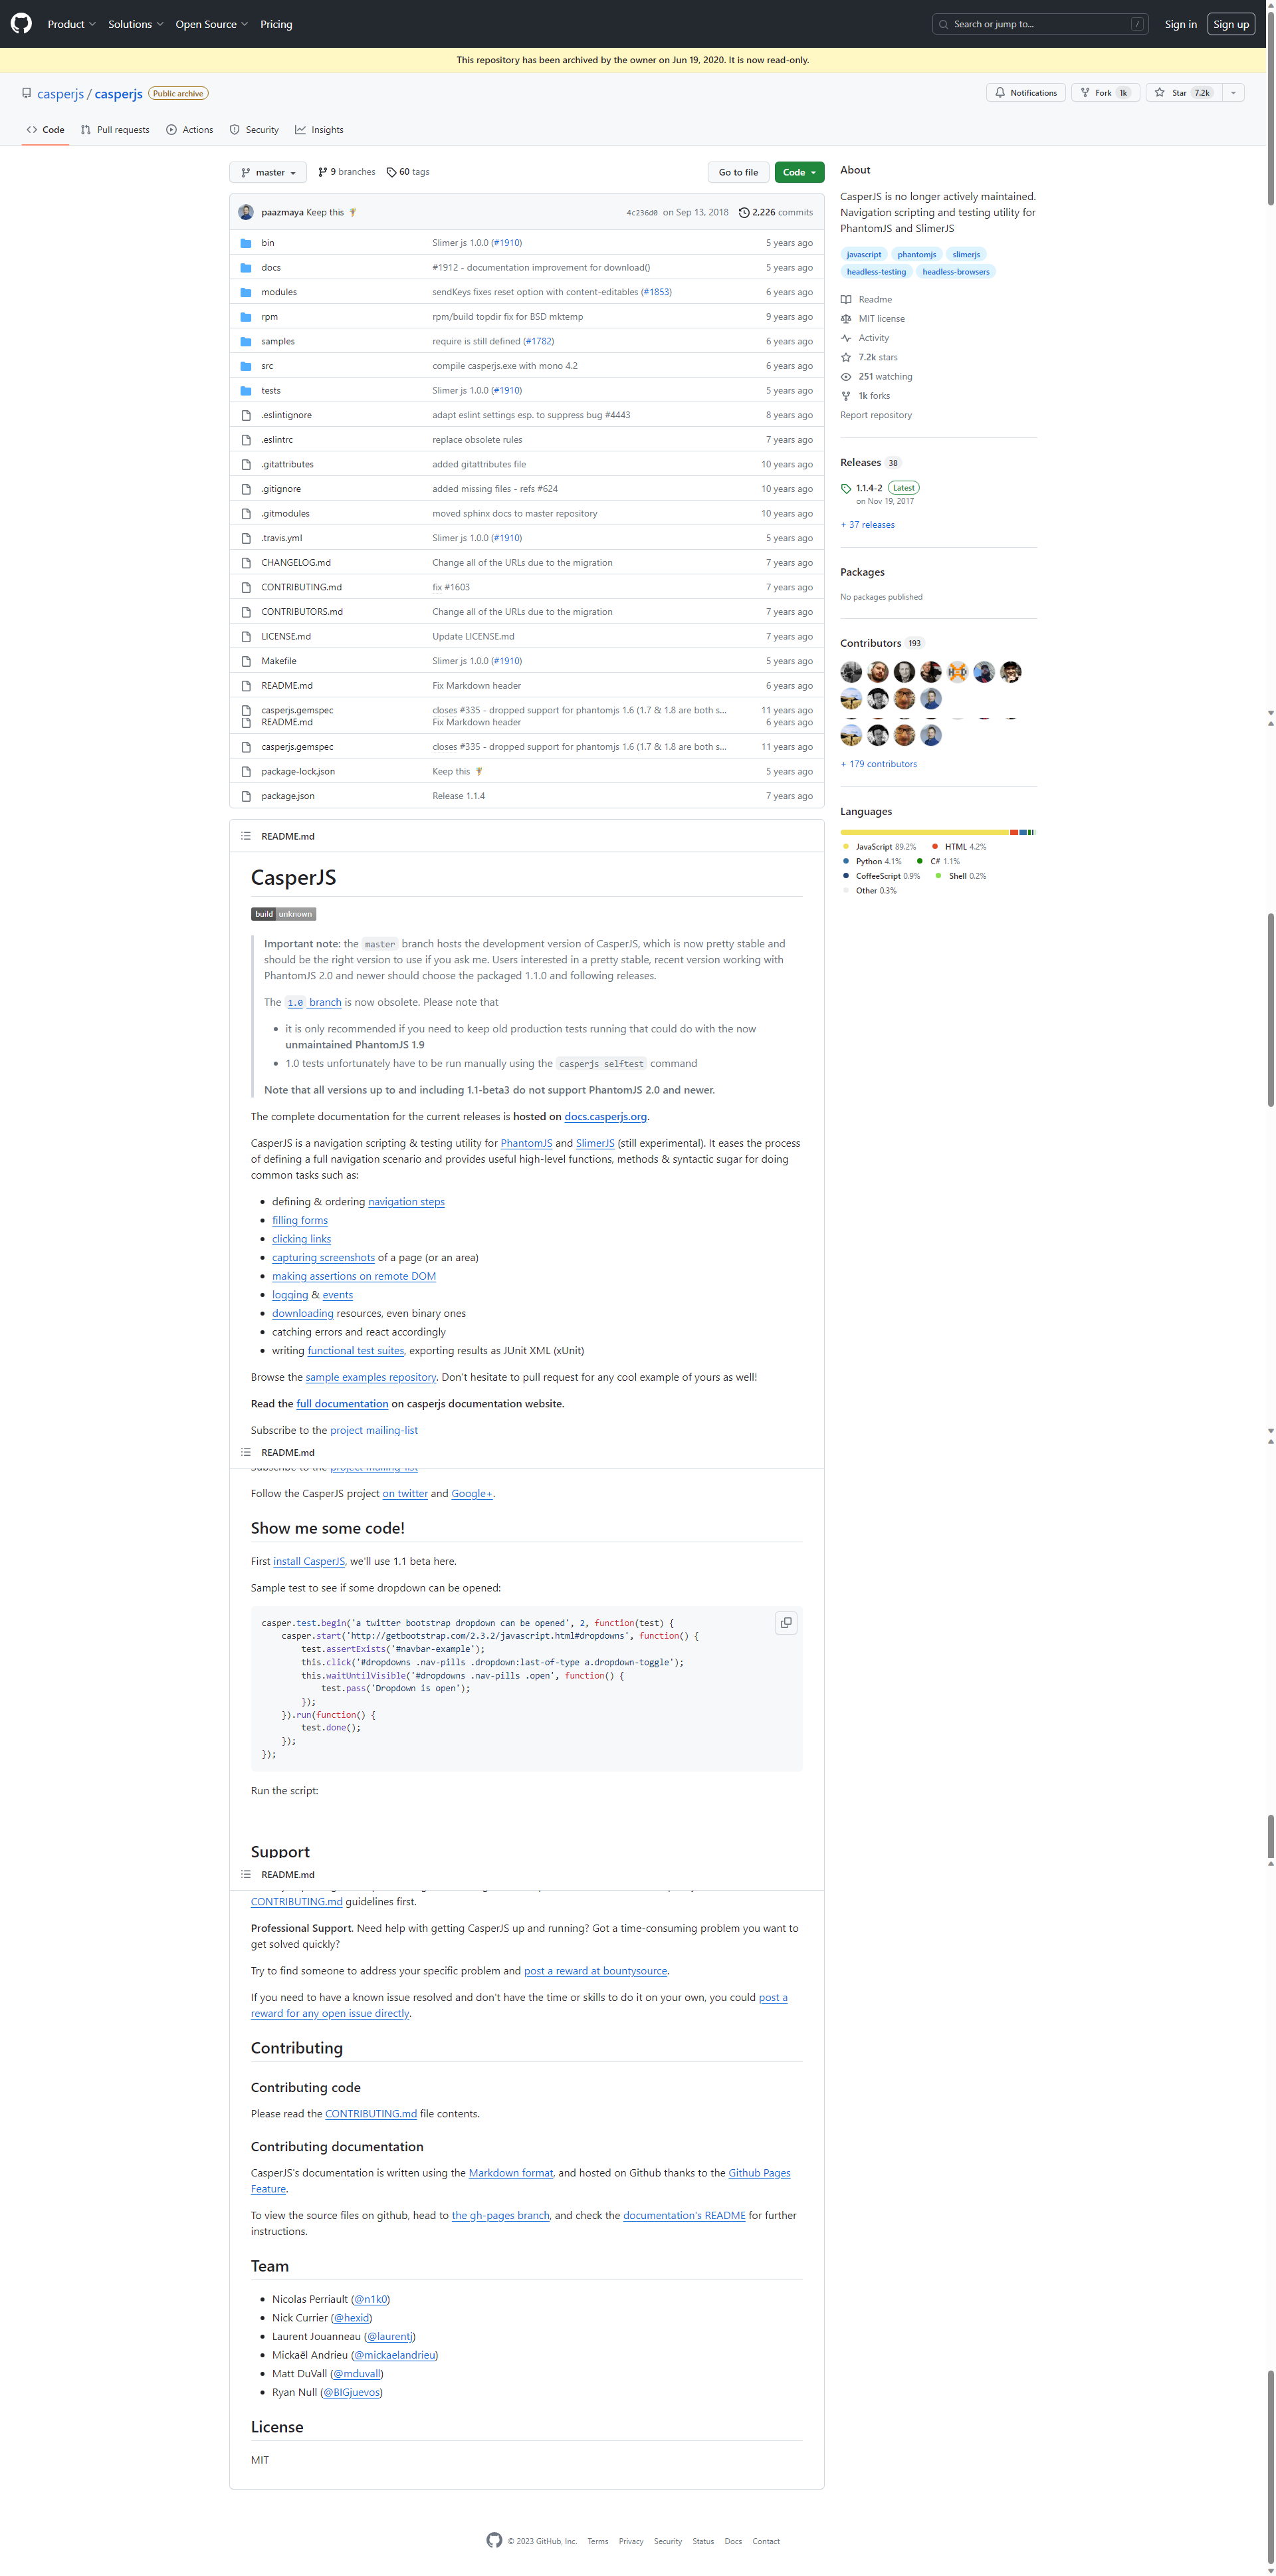 Product Solutions Open Source Pricing Search or jump to... / Sign in Sign up
This repository has been archived by the owner on Jun 19, 2020. It is now read-only.
casperjs / casperjs Public archive Notifications Fork 1k Star 7.2k
Code Pull requests Actions Security Insights
master 9 branches 60 tags Go to file Code
paazmaya Keep this 4c236d0 on Sep 13, 2018 2,226 commits
bin Slimer js 1.0.0 (#1910) 5 years ago
docs #1912 - documentation improvement for download() 5 years ago
modules sendKeys fixes reset option with content-editables (#1853) 6 years ago
rpm rpm/build topdir fix for BSD mktemp 9 years ago
samples require is still defined (#1782) 6 years ago
src compile casperjs.exe with mono 4.2 6 years ago
tests Slimer js 1.0.0 (#1910) 5 years ago
.eslintignore adapt eslint settings esp. to suppress bug #4443 8 years ago
.eslintrc replace obsolete rules 7 years ago
.gitattributes added gitattributes file 10 years ago
.gitignore added missing files - refs #624 10 years ago
.gitmodules moved sphinx docs to master repository 10 years ago
.travis.yml Slimer js 1.0.0 (#1910) 5 years ago
CHANGELOG.md Change all of the URLs due to the migration 7 years ago
CONTRIBUTING.md fix #1603 7 years ago
CONTRIBUTORS.md Change all of the URLs due to the migration 7 years ago
LICENSE.md Update LICENSE.md 7 years ago
Makefile Slimer js 1.0.0 (#1910) 5 years ago
README.md Fix Markdown header 6 years ago
casperjs.gemspec closes #335 - dropped support for phantomjs 1.6 (1.7 & 1.8 are both s... 11 years ago
README.md Fix Markdown header 6 years ago
casperjs.gemspec closes #335 - dropped support for phantomjs 1.6 (1.7 & 1.8 are both s... 11 years ago
package-lock.json Keep this 5 years ago
package.json Release 1.1.4 7 years ago
About
CasperJS is no longer actively maintained.
Navigation scripting and testing utility for
PhantomJS and SlimerJS
javascript phantomjs slimerjs
headless-testing headless-browsers
Readme
MIT license
Activity
7.2k stars
251 watching
1k forks
Report repository
Releases 38
1.1.4-2 Latest
on Nov 19, 2017
+ 37 releases
Packages
No packages published
Contributors 193
+ 179 contributors
Languages
JavaScript 89.2% HTML 4.2%
Python 4.1% C# 1.1%
CoffeeScript 0.9% Shell 0.2%
Other 0.3%
README.md
CasperJS
build unknown
Important note: the master branch hosts the development version of CasperJS, which is now pretty stable and
should be the right version to use if you ask me. Users interested in a pretty stable, recent version working with
PhantomJS 2.0 and newer should choose the packaged 1.1.0 and following releases.
The 1.0 branch is now obsolete. Please note that
• it is only recommended if you need to keep old production tests running that could do with the now
unmaintained PhantomJS 1.9
• 1.0 tests unfortunately have to be run manually using the casperjs selftest command
Note that all versions up to and including 1.1-beta3 do not support PhantomJS 2.0 and newer.
The complete documentation for the current releases is hosted on docs.casperjs.org.
CasperJS is a navigation scripting & testing utility for PhantomJS and SlimerJS (still experimental). It eases the process
of defining a full navigation scenario and provides useful high-level functions, methods & syntactic sugar for doing
common tasks such as:
• defining & ordering navigation steps
• filling forms
• clicking links
• capturing screenshots of a page (or an area)
• making assertions on remote DOM
• logging & events
• downloading resources, even binary ones
• catching errors and react accordingly
• writing functional test suites, exporting results as JUnit XML (xUnit)
Browse the sample examples repository. Don't hesitate to pull request for any cool example of yours as well!
Read the full documentation on casperjs documentation website.
Subscribe to the project mailing-list
README.md
Subscribe to the project mailing-list
Follow the CasperJS project on twitter and Google+.
Show me some code!
First install CasperJS, we'll use 1.1 beta here.
Sample test to see if some dropdown can be opened:
casper.test.begin('a twitter bootstrap dropdown can be opened', 2, function(test) {
    casper.start('http://getbootstrap.com/2.3.2/javascript.html#dropdowns', function() {
        test.assertExists('#navbar-example');
        this.click('#dropdowns .nav-pills .dropdown:last-of-type a.dropdown-toggle');
        this.waitUntilVisible('#dropdowns .nav-pills .open', function() {
            test.pass('Dropdown is open');
        });
    }).run(function() {
        test.done();
    });
});
Run the script:
Support
README.md
CONTRIBUTING.md guidelines first.
Professional Support. Need help with getting CasperJS up and running? Got a time-consuming problem you want to
get solved quickly?
Try to find someone to address your specific problem and post a reward at bountysource.
If you need to have a known issue resolved and don't have the time or skills to do it on your own, you could post a
reward for any open issue directly.
Contributing
Contributing code
Please read the CONTRIBUTING.md file contents.
Contributing documentation
CasperJS's documentation is written using the Markdown format, and hosted on Github thanks to the Github Pages
Feature.
To view the source files on github, head to the gh-pages branch, and check the documentation's README for further
instructions.
Team
• Nicolas Perriault (@n1k0)
• Nick Currier (@hexid)
• Laurent Jouanneau (@laurentj)
• Mickaël Andrieu (@mickaelandrieu)
• Matt DuVall (@mduvall)
• Ryan Null (@BIGjuevos)
License
MIT
© 2023 GitHub, Inc. Terms Privacy Security Status Docs Contact